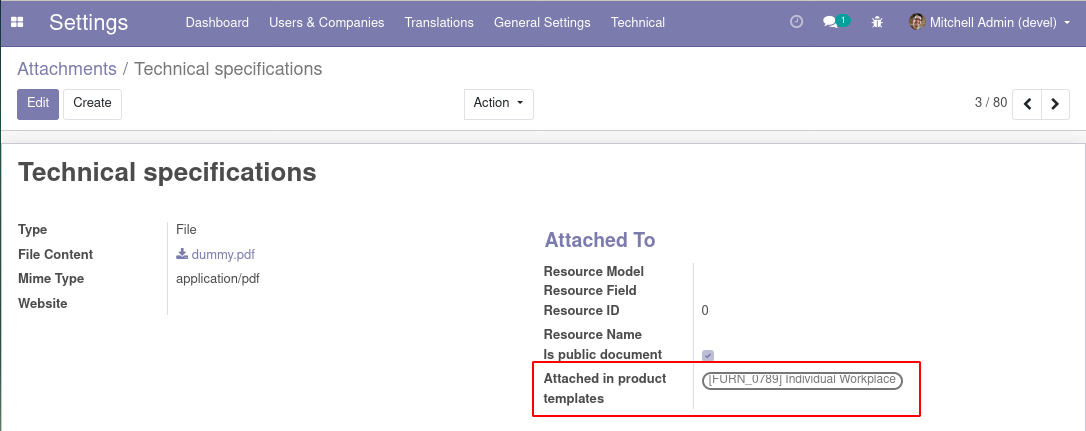 Settings Dashboard Users & Companies Translations General Settings Technical 1 Mitchell Admin (devel)
Attachments / Technical specifications
Edit Create Action 3 / 80
Technical specifications
Type File
File Content dummy.pdf
Mime Type application/pdf
Website
Attached To
Resource Model
Resource Field
Resource ID 0
Resource Name
Is public document
Attached in product templates [FURN_0789] Individual Workplace